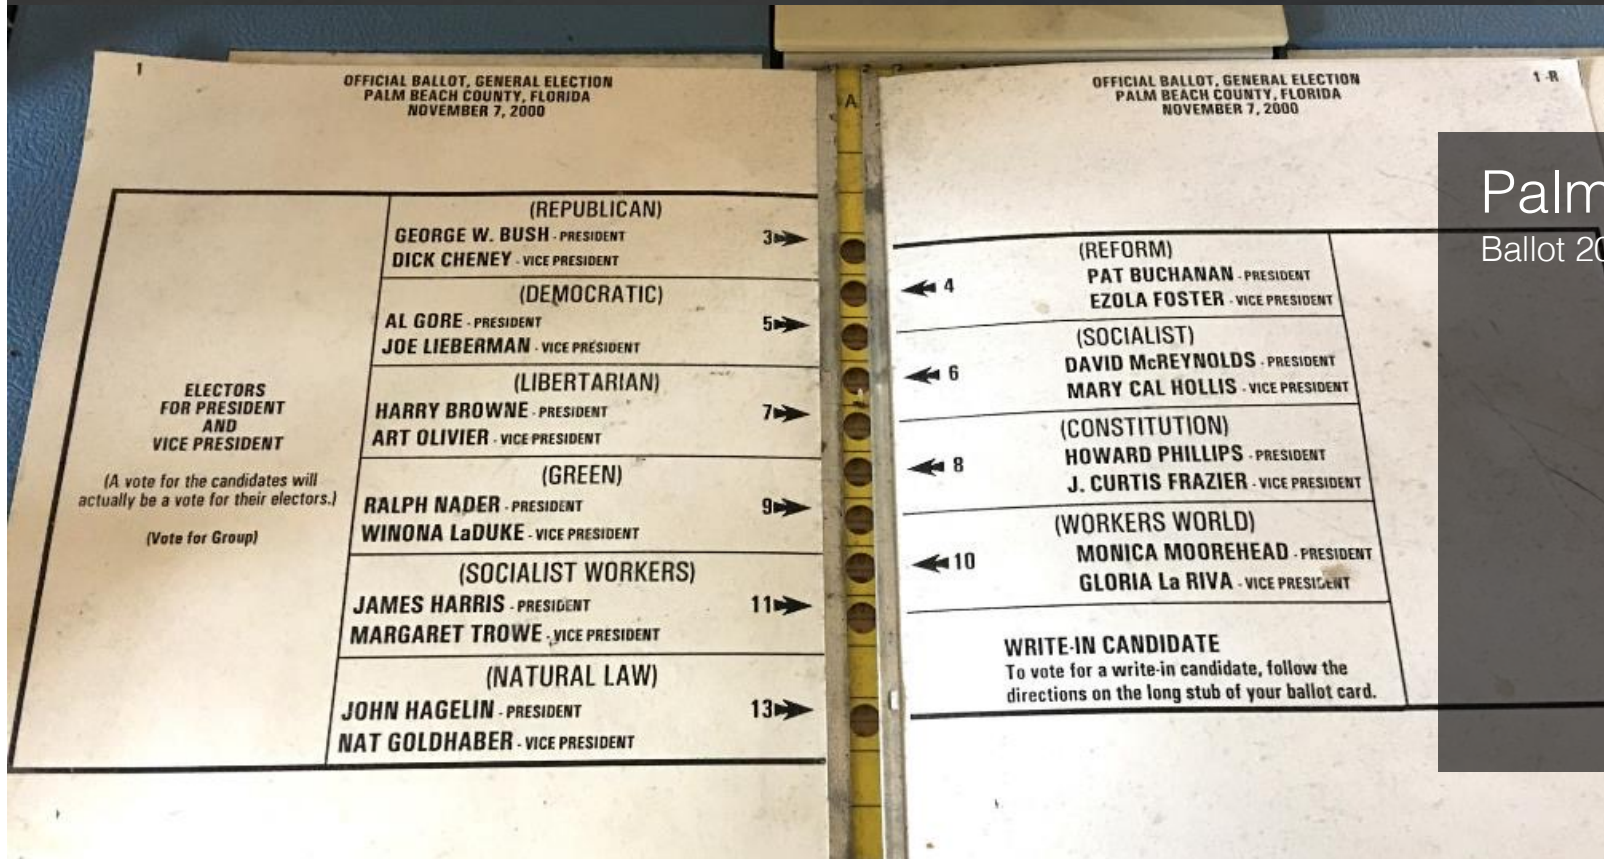 1
OFFICIAL BALLOT, GENERAL ELECTION
PALM BEACH COUNTY, FLORIDA
NOVEMBER 7, 2000
ELECTORS
FOR PRESIDENT
AND
VICE PRESIDENT
(A vote for the candidates will
actually be a vote for their electors.)
(Vote for Group)
(REPUBLICAN)
GEORGE W. BUSH - PRESIDENT 3
DICK CHENEY - VICE PRESIDENT
(DEMOCRATIC)
AL GORE - PRESIDENT 5
JOE LIEBERMAN - VICE PRESIDENT
(LIBERTARIAN)
HARRY BROWNE - PRESIDENT 7
ART OLIVIER - VICE PRESIDENT
(GREEN)
RALPH NADER - PRESIDENT 9
WINONA LaDUKE - VICE PRESIDENT
(SOCIALIST WORKERS)
JAMES HARRIS - PRESIDENT 11
MARGARET TROWE - VICE PRESIDENT
(NATURAL LAW)
JOHN HAGELIN - PRESIDENT 13
NAT GOLDHABER - VICE PRESIDENT
A
OFFICIAL BALLOT, GENERAL ELECTION
PALM BEACH COUNTY, FLORIDA
NOVEMBER 7, 2000
1-R
(REFORM)
4 PAT BUCHANAN - PRESIDENT
EZOLA FOSTER - VICE PRESIDENT
(SOCIALIST)
6 DAVID McREYNOLDS - PRESIDENT
MARY CAL HOLLIS - VICE PRESIDENT
(CONSTITUTION)
8 HOWARD PHILLIPS - PRESIDENT
J. CURTIS FRAZIER - VICE PRESIDENT
(WORKERS WORLD)
10 MONICA MOOREHEAD - PRESIDENT
GLORIA La RIVA - VICE PRESIDENT
WRITE-IN CANDIDATE
To vote for a write-in candidate, follow the
directions on the long stub of your ballot card.
Palm
Ballot 20